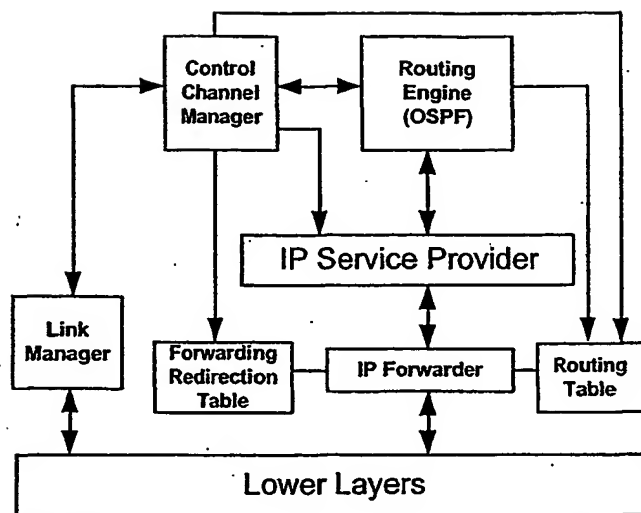 Control
Channel
Manager
Routing
Engine
(OSPF)
IP Service Provider
Link
Manager
Forwarding
Redirection
Table
IP Forwarder
Routing
Table
Lower Layers